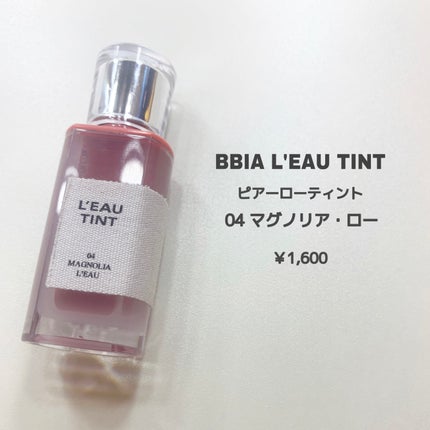 L'EAU
TINT
04
MAGNOLIA
L'EAU
BBIA L'EAU TINT
ピアーローティント
04 マグノリア・ロー
¥1,600